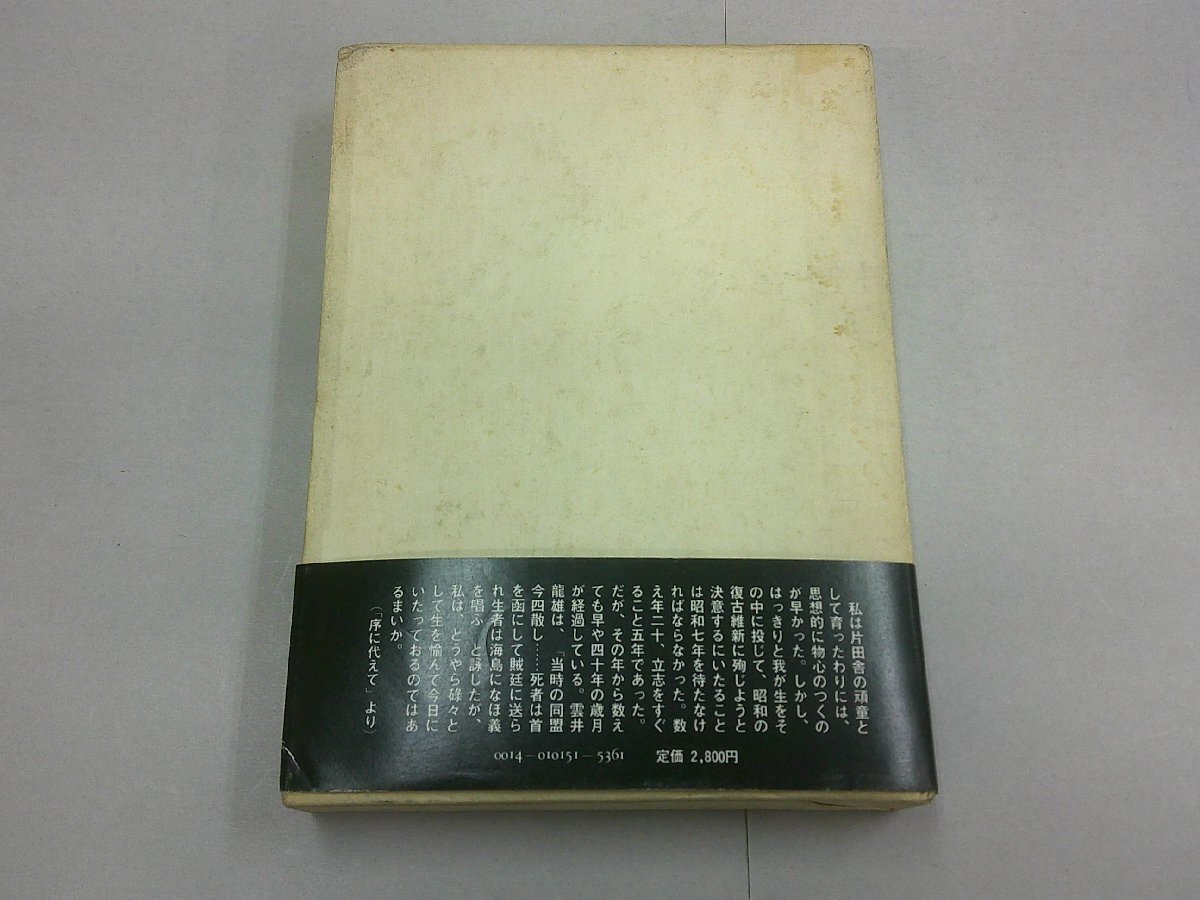 私は片田舎の頑童と
して育ったわりには、
思想的に物心のつくの
が早かった。しかし、
はっきりと我が生をそ
の中に投じて、昭和の
復古維新に殉じようと
決意するにいたること
は昭和七年を待たなけ
ればならなかった。数
え年二十、立志をすぐ
ること五年であった。
だが、その年から数え
ても早や四十年の歳月
が経過している。雲井
龍雄は、「当時の同盟
今四散し……死者は首
を函にして賊廷に送ら
れ生者は海島になほ義
を唱ふ」と詠じたが、
私は、どうやら碌々と
して生を愉んで今日に
いたっておるのではあ
るまいか。
(「序に代えて」より)
0014-010151-5361 定価 2,800円